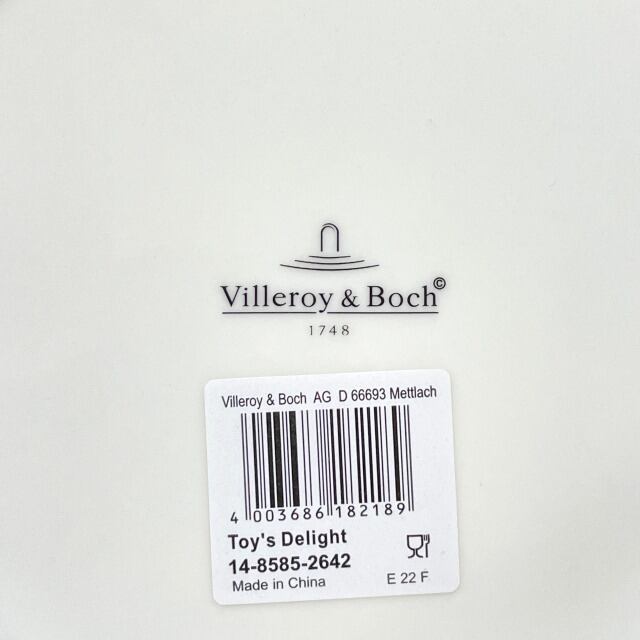 Villeroy & Boch©
1748
Villeroy & Boch AG D 66693 Mettlach
4 003686 182189
Toy's Delight
14-8585-2642
Made in China
E 22 F